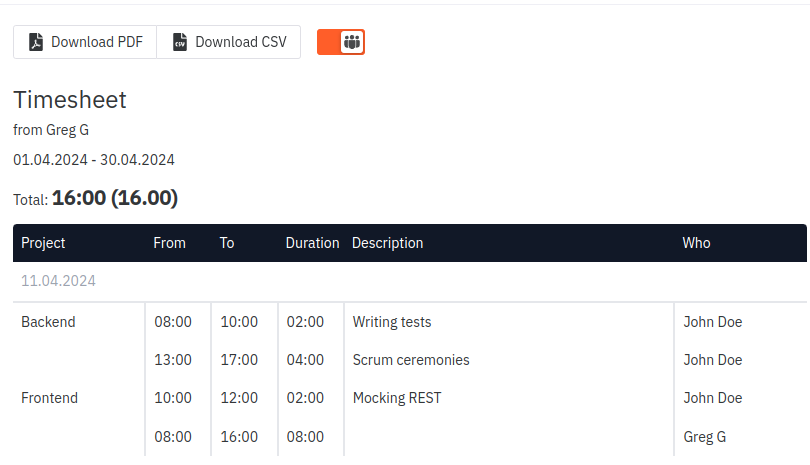 Download PDF Download CSV
Timesheet
from Greg G
01.04.2024 - 30.04.2024
Total: 16:00 (16.00)
Project From To Duration Description Who
11.04.2024
Backend 08:00 10:00 02:00 Writing tests John Doe
13:00 17:00 04:00 Scrum ceremonies John Doe
Frontend 10:00 12:00 02:00 Mocking REST John Doe
08:00 16:00 08:00 Greg G